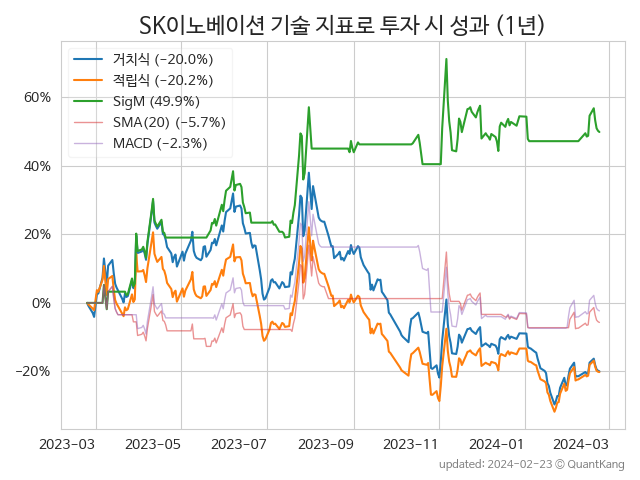 SK이노베이션 기술 지표로 투자 시 성과 (1년)
거치식 (−20.0%)
적립식 (−20.2%)
SigM (49.9%)
SMA(20) (−5.7%)
MACD (−2.3%)
60%
40%
20%
0%
−20%
2023-03 2023-05 2023-07 2023-09 2023-11 2024-01 2024-03
updated: 2024-02-23 ⓒ QuantKang